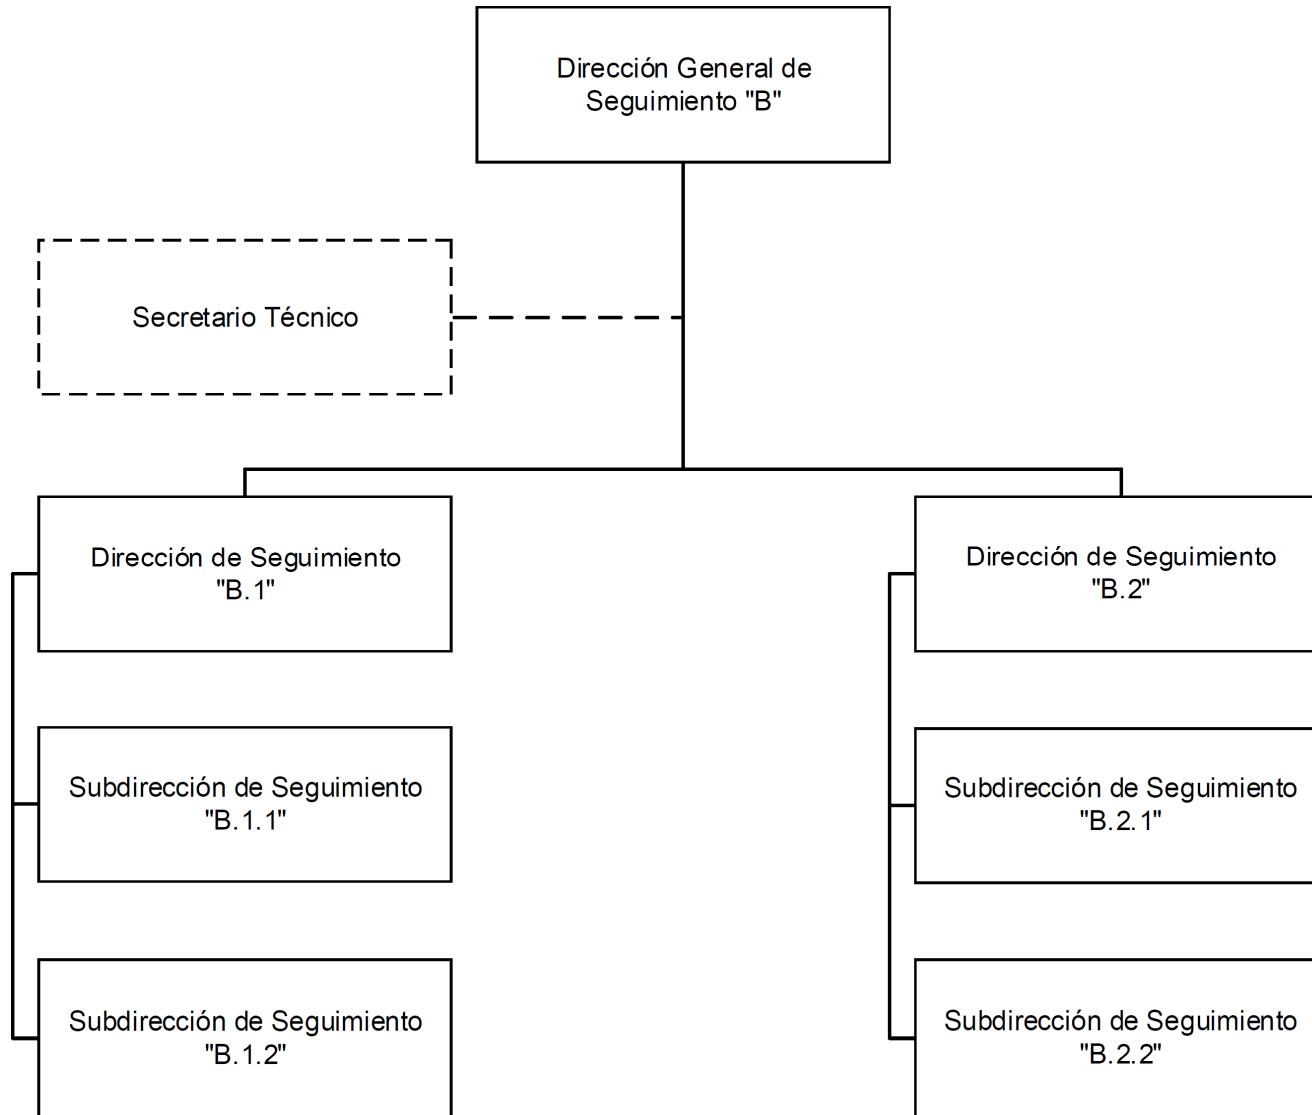 Dirección General de
Seguimiento "B"
Secretario Técnico
Dirección de Seguimiento
"B.1"
Dirección de Seguimiento
"B.2"
Subdirección de Seguimiento
"B.1.1"
Subdirección de Seguimiento
"B.2.1"
Subdirección de Seguimiento
"B.1.2"
Subdirección de Seguimiento
"B.2.2"